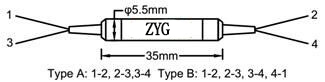 1 φ5.5mm 2
ZYG
3 4
35mm
Type A: 1-2, 2-3,3-4 Type B: 1-2, 2-3, 3-4, 4-1